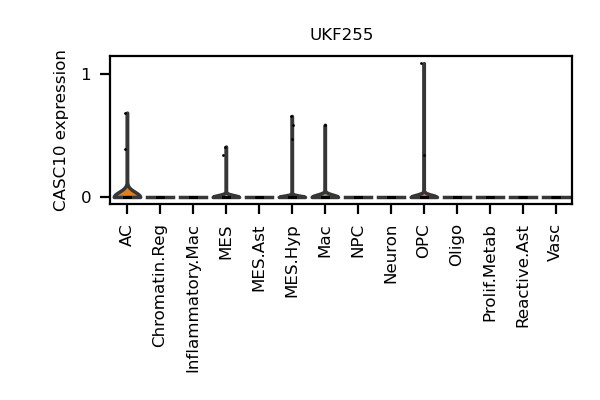 UKF255
CASC10 expression
1
0
AC
Chromatin.Reg
Inflammatory.Mac
MES
MES.Ast
MES.Hyp
Mac
NPC
Neuron
OPC
Oligo
Prolif.Metab
Reactive.Ast
Vasc